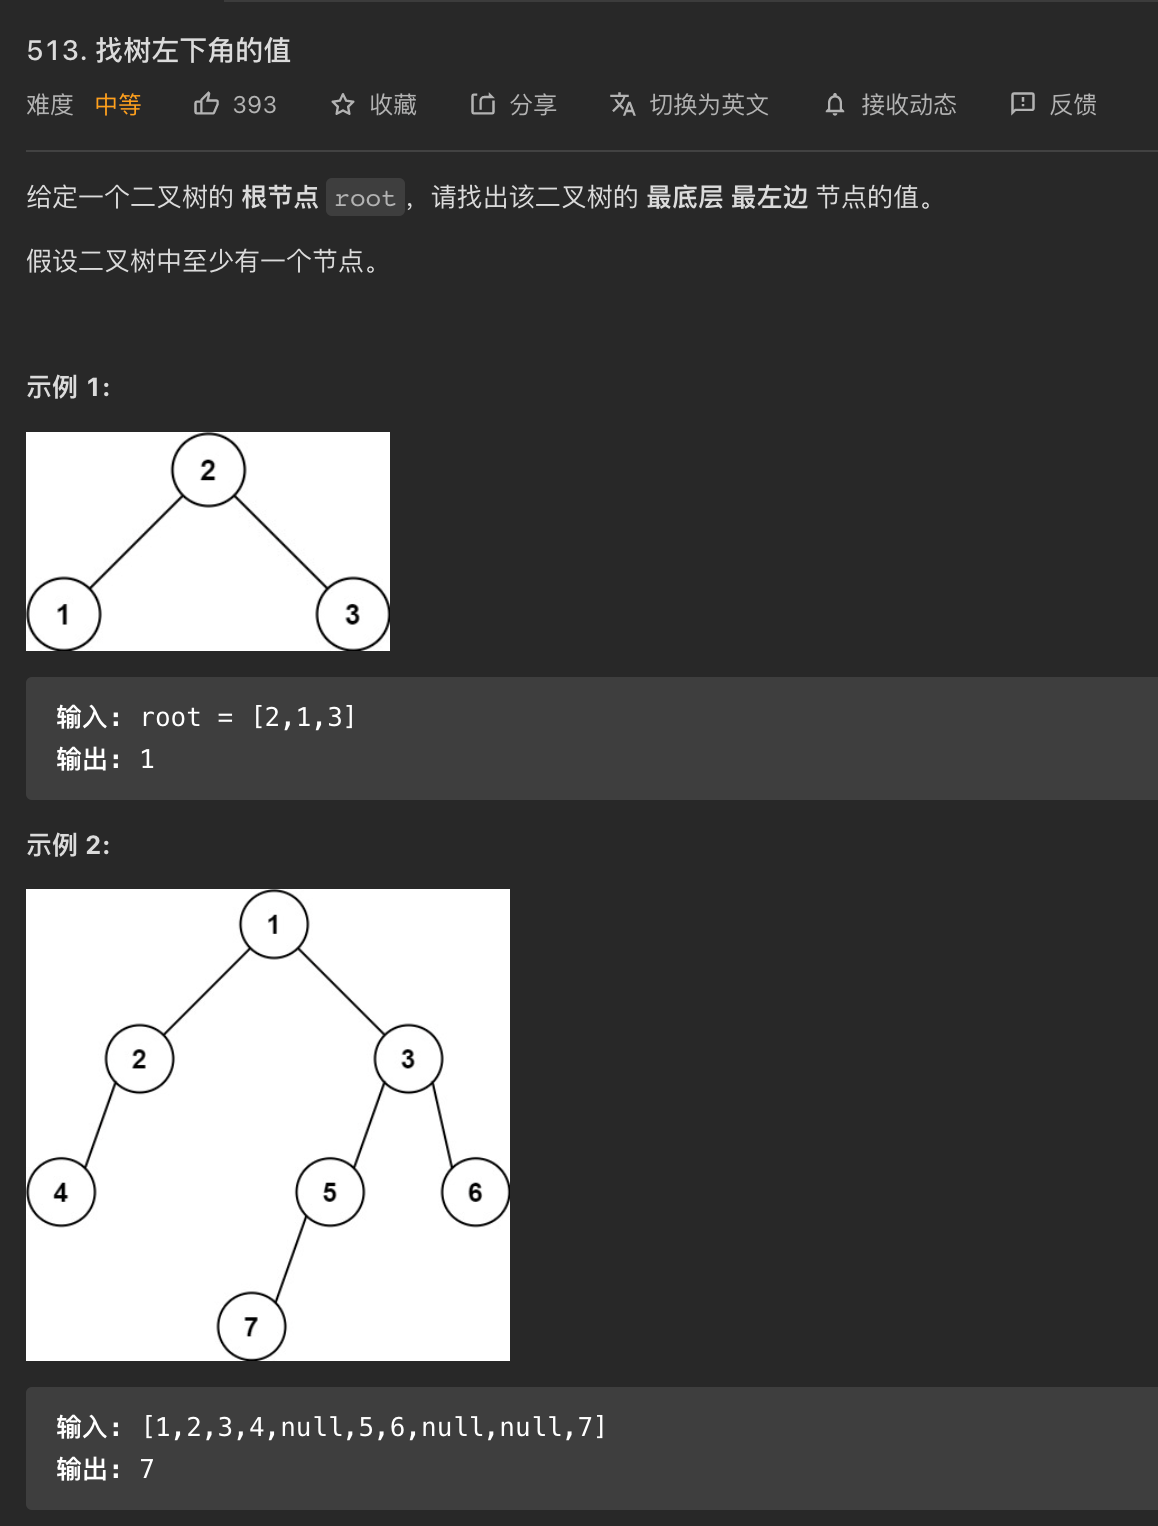 513. 找树左下角的值
难度 中等 393 收藏 分享 切换为英文 接收动态 反馈
给定一个二叉树的 根节点 root，请找出该二叉树的 最底层 最左边 节点的值。
假设二叉树中至少有一个节点。
示例 1:
2
1 3
输入: root = [2,1,3]
输出: 1
示例 2:
1
2 3
4 5 6
7
输入: [1,2,3,4,null,5,6,null,null,7]
输出: 7